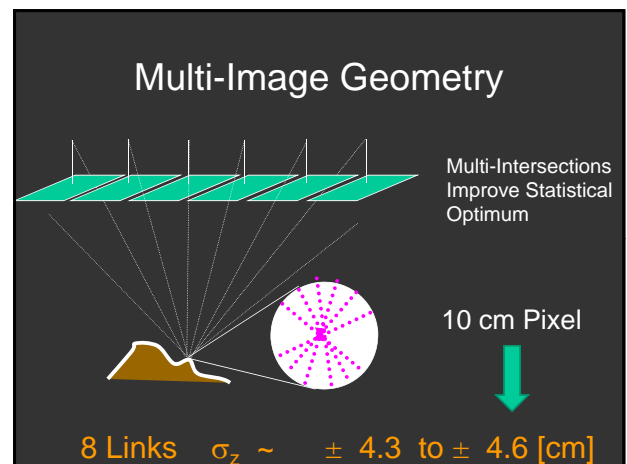 Multi-Image Geometry
Multi-Intersections
Improve Statistical
Optimum
10 cm Pixel
8 Links σz ~ ± 4.3 to ± 4.6 [cm]